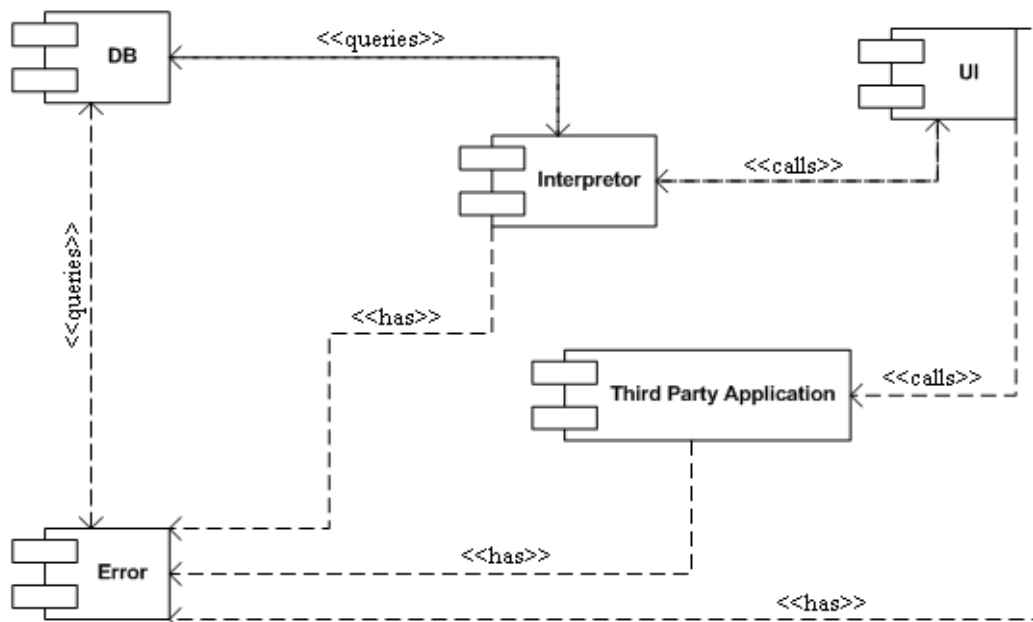 <<queries>>
DB
UI
<<calls>>
Interpretor
<<queries>>
<<has>>
<<calls>>
Third Party Application
<<has>>
Error
<<has>>